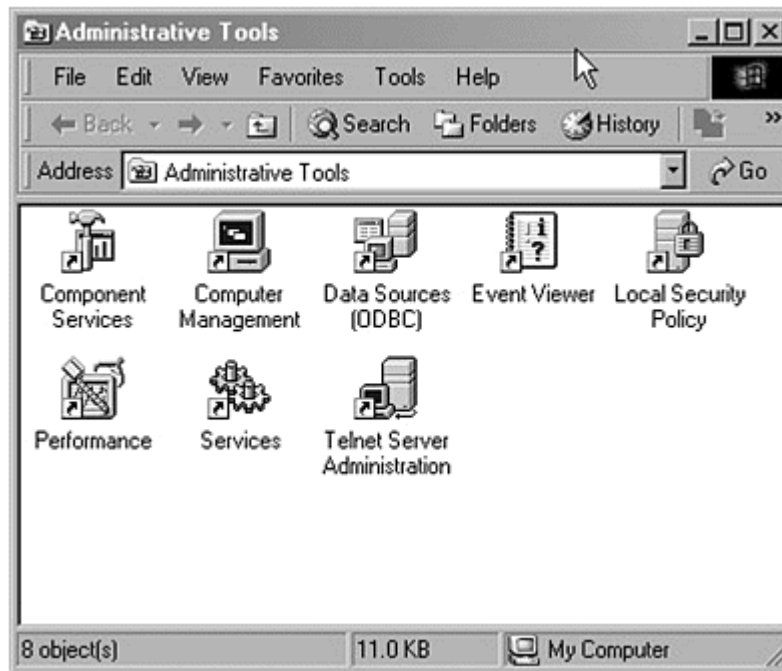 Administrative Tools
File Edit View Favorites Tools Help
Back Search Folders History »
Address Administrative Tools Go
Component Services
Computer Management
Data Sources (ODBC)
Event Viewer
Local Security Policy
Performance
Services
Telnet Server Administration
8 object(s) 11.0 KB My Computer